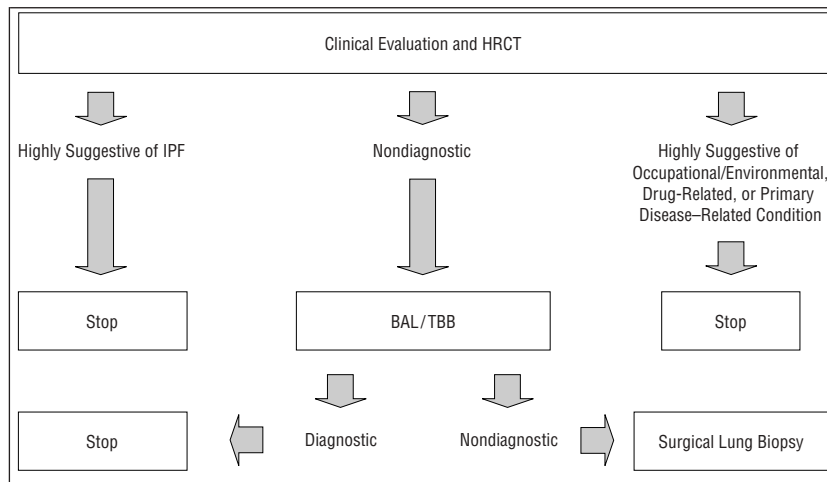 Clinical Evaluation and HRCT
Highly Suggestive of IPF
Nondiagnostic
Highly Suggestive of
Occupational/Environmental,
Drug-Related, or Primary
Disease–Related Condition
Stop
BAL/TBB
Stop
Stop
Diagnostic
Nondiagnostic
Surgical Lung Biopsy